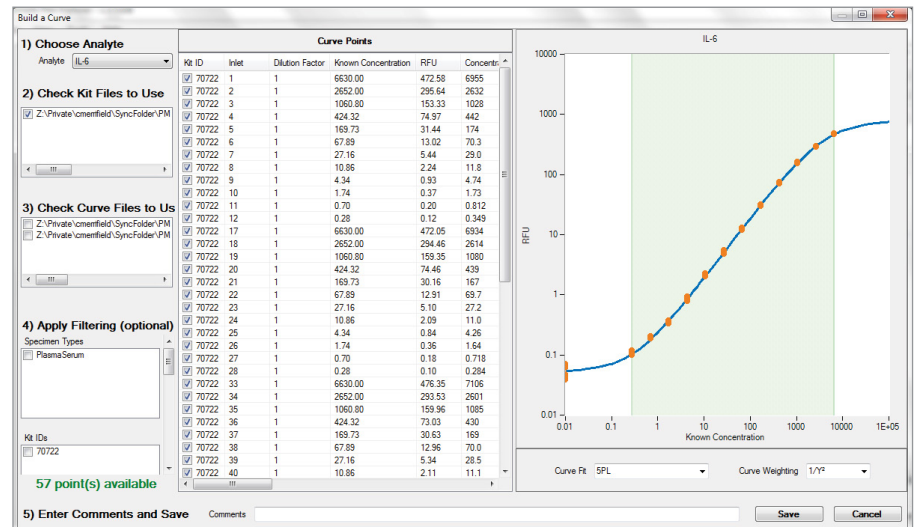 Build a Curve
1) Choose Analyte
Analyte IL-6
2) Check Kit Files to Use
Z:\Private\cmerrifield\SyncFolder\PM
3) Check Curve Files to Us
Z:\Private\cmerrifield\SyncFolder\PM
Z:\Private\cmerrifield\SyncFolder\PM
4) Apply Filtering (optional)
Specimen Types
PlasmaSerum
Kit IDs
70722
57 point(s) available
Curve Points
Kit ID Inlet Dilution Factor Known Concentration RFU Concentr
70722 1 1 6630.00 472.58 6955
70722 2 1 2652.00 295.64 2632
70722 3 1 1060.80 153.33 1028
70722 4 1 424.32 74.97 442
70722 5 1 169.73 31.44 174
70722 6 1 67.89 13.02 70.3
70722 7 1 27.16 5.44 29.0
70722 8 1 10.86 2.24 11.8
70722 9 1 4.34 0.93 4.74
70722 10 1 1.74 0.37 1.73
70722 11 1 0.70 0.20 0.812
70722 12 1 0.28 0.12 0.349
70722 17 1 6630.00 472.05 6934
70722 18 1 2652.00 294.46 2614
70722 19 1 1060.80 159.35 1080
70722 20 1 424.32 74.46 439
70722 21 1 169.73 30.16 167
70722 22 1 67.89 12.91 69.7
70722 23 1 27.16 5.10 27.2
70722 24 1 10.86 2.09 11.0
70722 25 1 4.34 0.84 4.26
70722 26 1 1.74 0.36 1.64
70722 27 1 0.70 0.18 0.718
70722 28 1 0.28 0.10 0.284
70722 33 1 6630.00 476.35 7106
70722 34 1 2652.00 293.53 2601
70722 35 1 1060.80 159.96 1085
70722 36 1 424.32 73.03 430
70722 37 1 169.73 30.63 169
70722 38 1 67.89 12.96 70.0
70722 39 1 27.16 5.34 28.5
70722 40 1 10.86 2.11 11.1
IL-6
10000
1000
100
10
1
0.1
0.01
RFU
0.01 0.1 1 10 100 1000 10000 1E+05
Known Concentration
Curve Fit 5PL Curve Weighting 1/Y²
5) Enter Comments and Save Comments Save Cancel